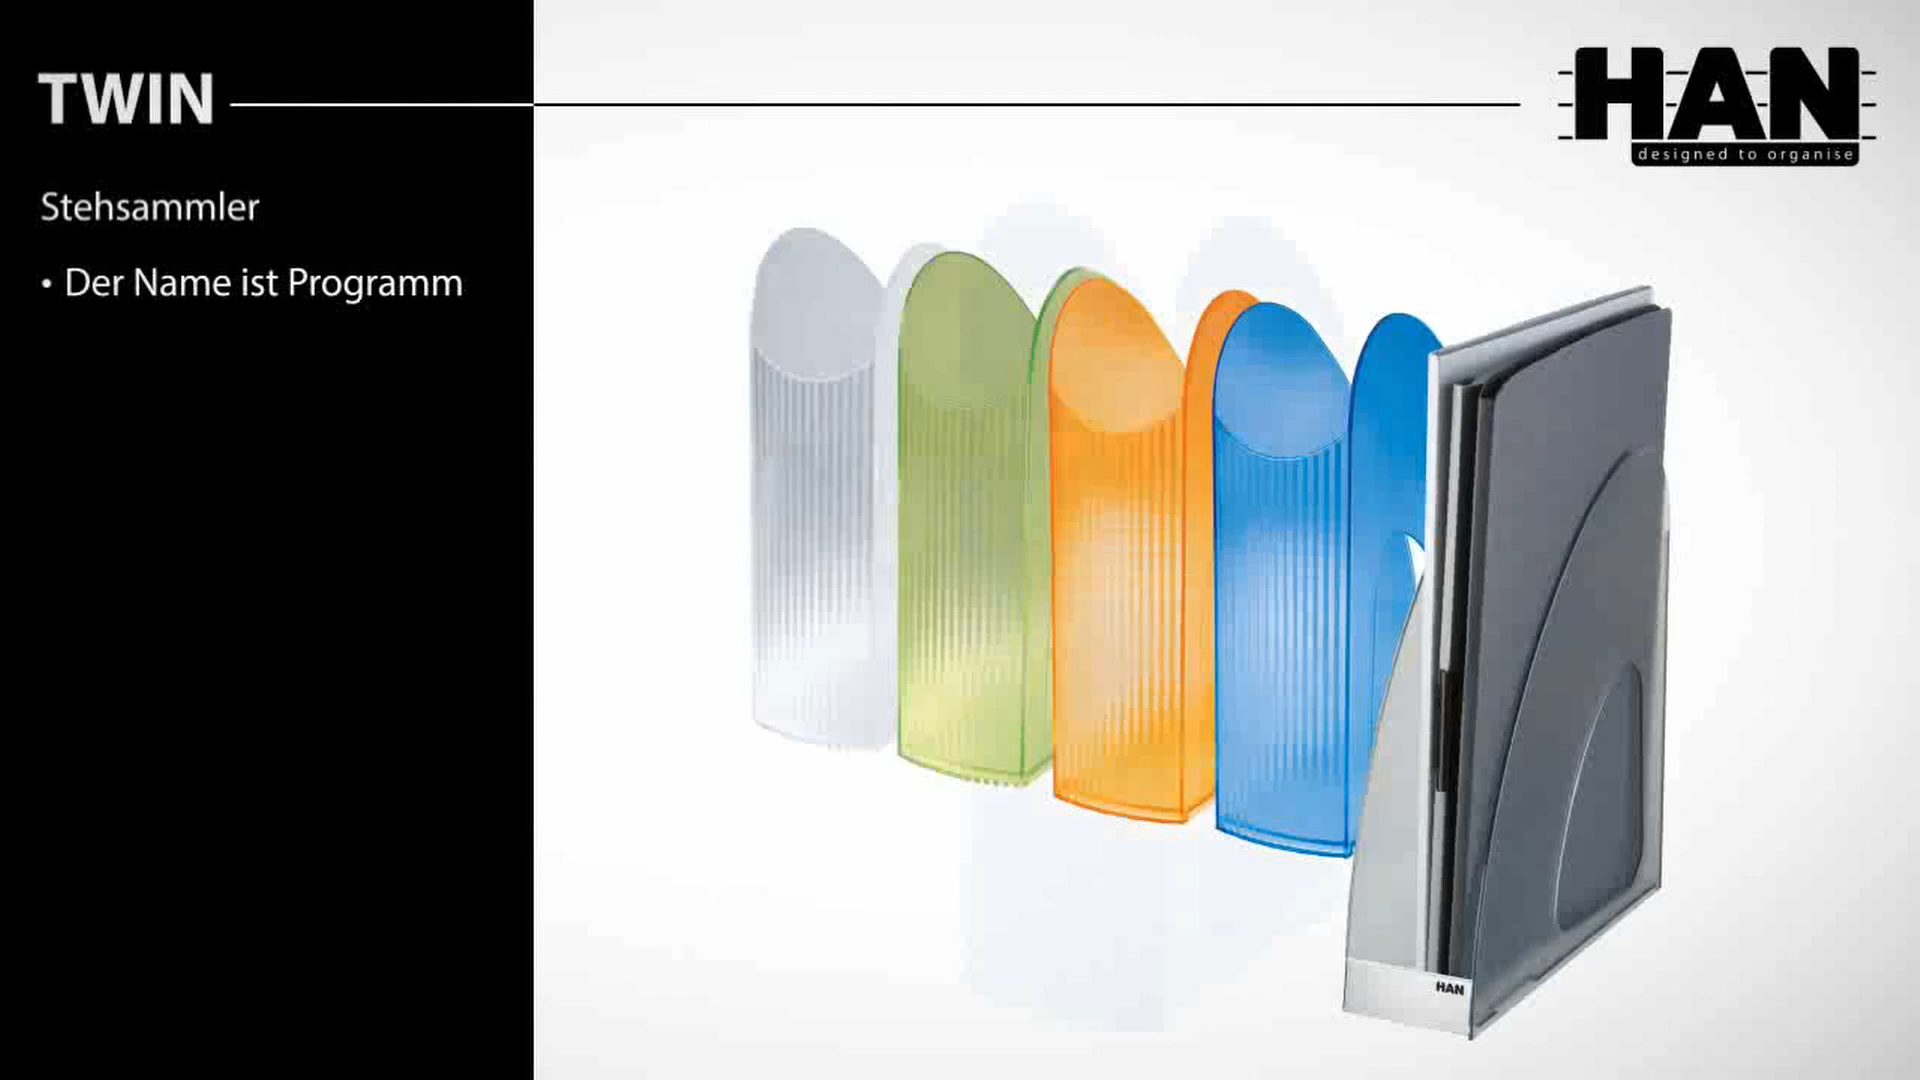 TWIN
HAN
designed to organise
Stehsammler
• Der Name ist Programm
HAN